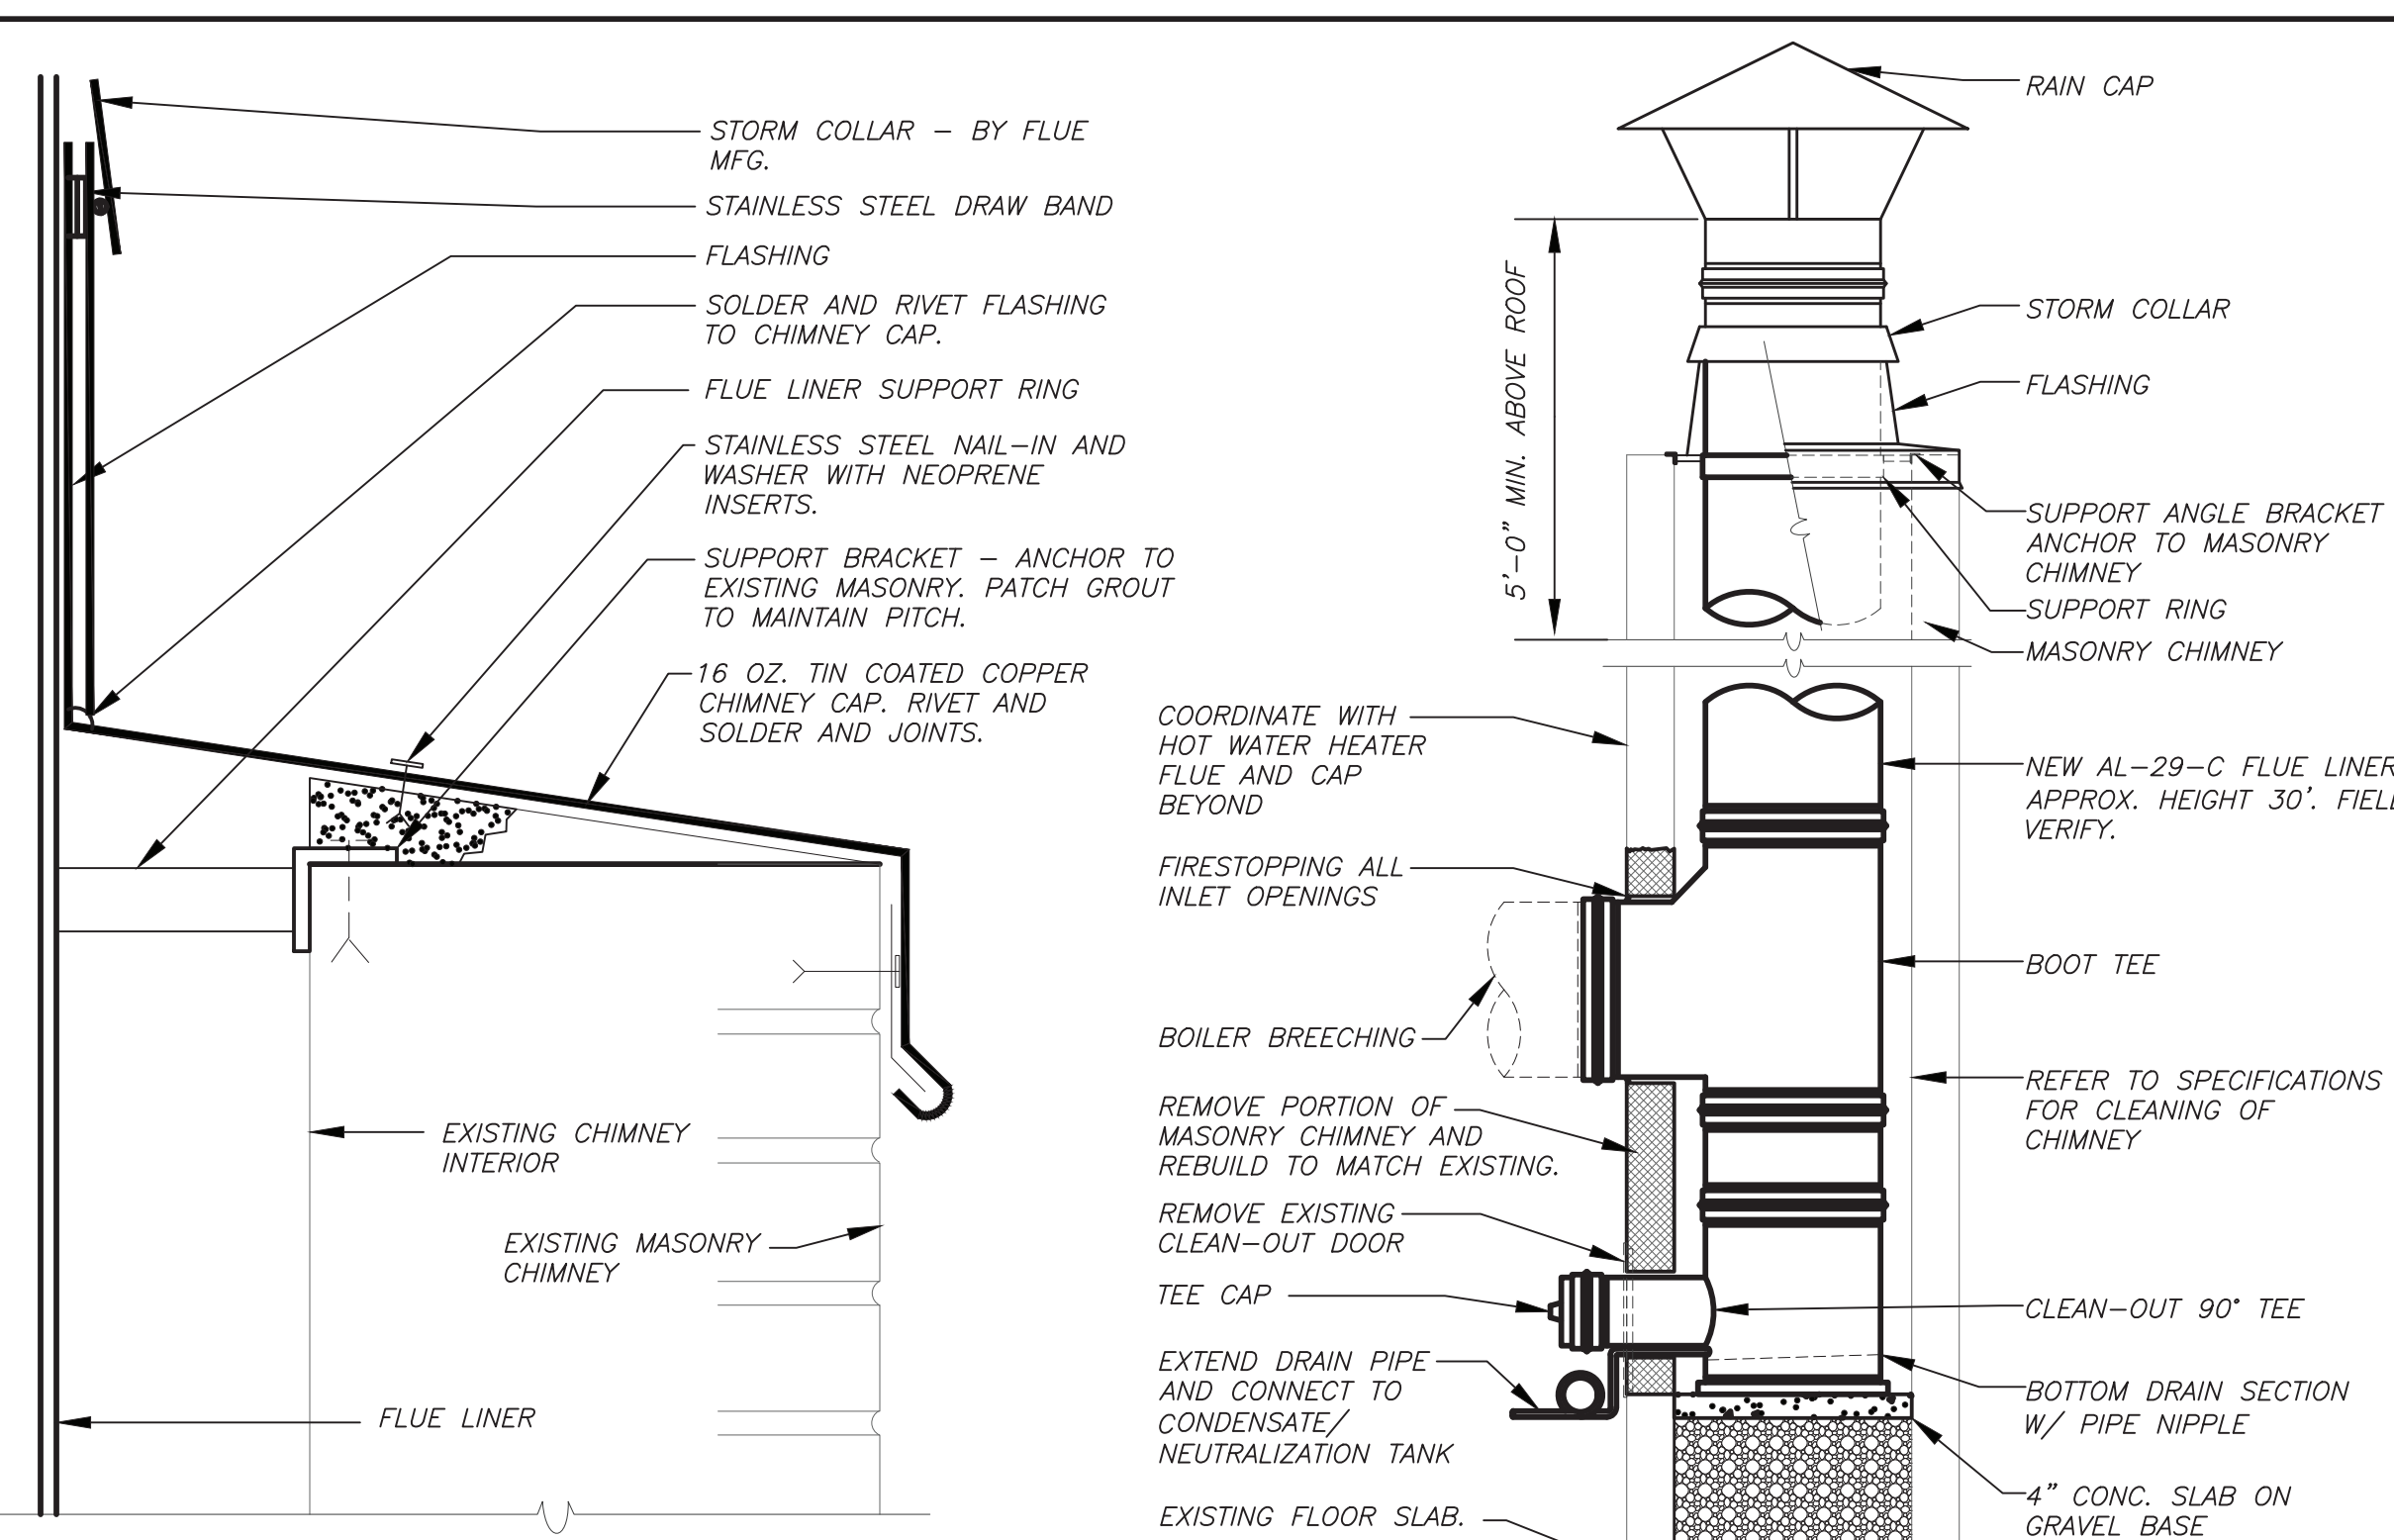 STORM COLLAR – BY FLUE
MFG.
STAINLESS STEEL DRAW BAND
FLASHING
SOLDER AND RIVET FLASHING
TO CHIMNEY CAP.
FLUE LINER SUPPORT RING
STAINLESS STEEL NAIL–IN AND
WASHER WITH NEOPRENE
INSERTS.
SUPPORT BRACKET – ANCHOR TO
EXISTING MASONRY. PATCH GROUT
TO MAINTAIN PITCH.
16 OZ. TIN COATED COPPER
CHIMNEY CAP. RIVET AND
SOLDER AND JOINTS.
EXISTING CHIMNEY
INTERIOR
EXISTING MASONRY
CHIMNEY
FLUE LINER
5'–0" MIN. ABOVE ROOF
COORDINATE WITH
HOT WATER HEATER
FLUE AND CAP
BEYOND
FIRESTOPPING ALL
INLET OPENINGS
BOILER BREECHING
REMOVE PORTION OF
MASONRY CHIMNEY AND
REBUILD TO MATCH EXISTING.
REMOVE EXISTING
CLEAN–OUT DOOR
TEE CAP
EXTEND DRAIN PIPE
AND CONNECT TO
CONDENSATE/
NEUTRALIZATION TANK
EXISTING FLOOR SLAB.
RAIN CAP
STORM COLLAR
FLASHING
SUPPORT ANGLE BRACKET
ANCHOR TO MASONRY
CHIMNEY
SUPPORT RING
MASONRY CHIMNEY
NEW AL–29–C FLUE LINER
APPROX. HEIGHT 30'. FIELD
VERIFY.
BOOT TEE
REFER TO SPECIFICATIONS
FOR CLEANING OF
CHIMNEY
CLEAN–OUT 90° TEE
BOTTOM DRAIN SECTION
W/ PIPE NIPPLE
4" CONC. SLAB ON
GRAVEL BASE